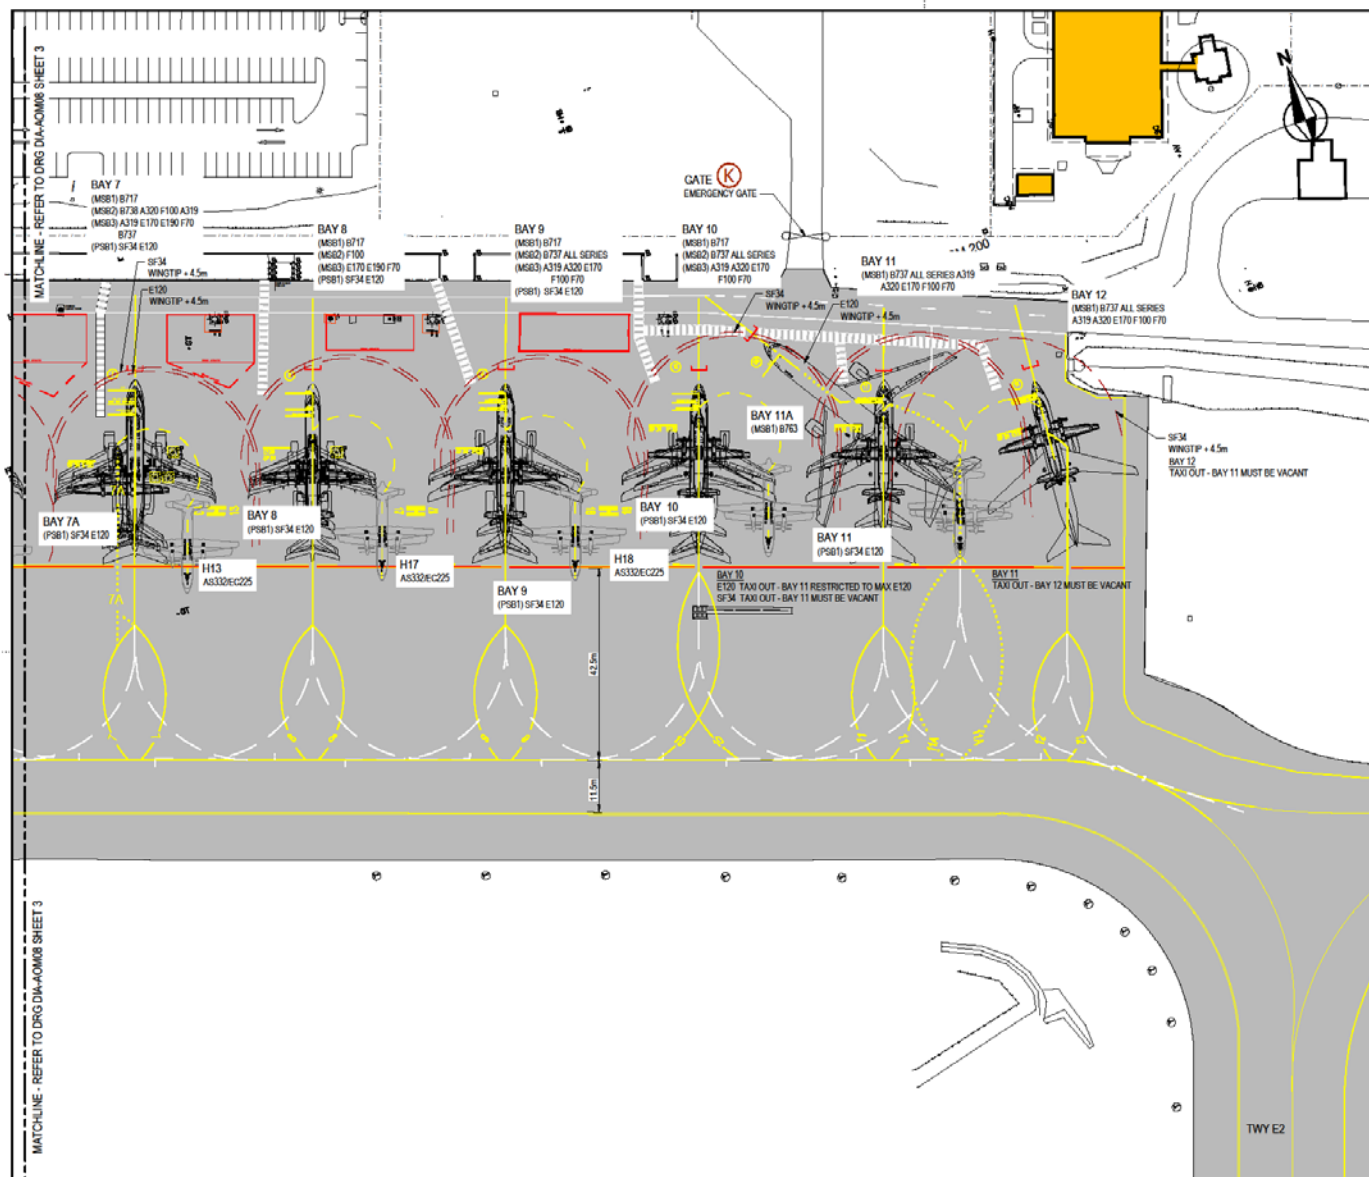 MATCHLINE - REFER TO DRG DIA-AOM08 SHEET 3
BAY 7
(MSB1) B717
(MSB2) B738 A320 F100 A319
(MSB3) A319 E170 E190 F70
B737
(PSB1) SF34 E120
SF34
WINGTIP + 4.5m
E120
WINGTIP + 4.5m
BAY 8
(MSB1) B717
(MSB2) F100
(MSB3) E170 E190 F70
(PSB1) SF34 E120
BAY 9
(MSB1) B717
(MSB2) B737 ALL SERIES
(MSB3) A319 A320 E170
F100 F70
(PSB1) SF34 E120
BAY 10
(MSB1) B717
(MSB2) B737 ALL SERIES
(MSB3) A319 A320 E170
F100 F70
GATE K
EMERGENCY GATE
N
SF34
WINGTIP + 4.5m
E120
WINGTIP + 4.5m
BAY 11
(MSB1) B737 ALL SERIES A319
A320 E170 F100 F70
BAY 12
(MSB1) B737 ALL SERIES
A319 A320 E170 F100 F70
BAY 11A
(MSB1) B763
SF34
WINGTIP + 4.5m
BAY 12
TAXI OUT - BAY 11 MUST BE VACANT
BAY 7A
(PSB1) SF34 E120
BAY 8
(PSB1) SF34 E120
BAY 10
(PSB1) SF34 E120
BAY 11
(PSB1) SF34 E120
H13
AS332/EC225
H17
AS332/EC225
H18
AS332/EC225
BAY 9
(PSB1) SF34 E120
BAY 10
E120 TAXI OUT - BAY 11 RESTRICTED TO MAX E120
SF34 TAXI OUT - BAY 11 MUST BE VACANT
BAY 11
TAXI OUT - BAY 12 MUST BE VACANT
7A
42.5m
11.5m
11
11
12
12
MATCHLINE - REFER TO DRG DIA-AOM08 SHEET 3
TWY E2